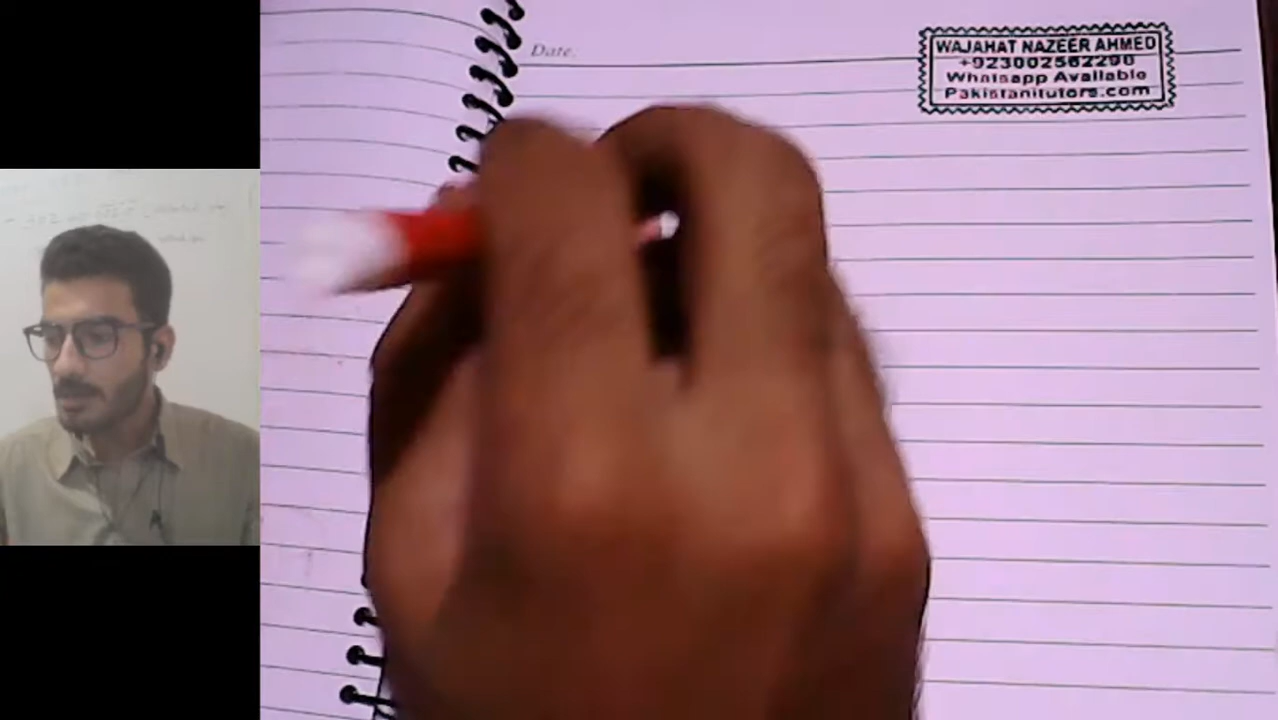 Date.
WAJAHAT NAZEER AHMED
+923002562290
Whatsapp Available
Pakistanitutors.com